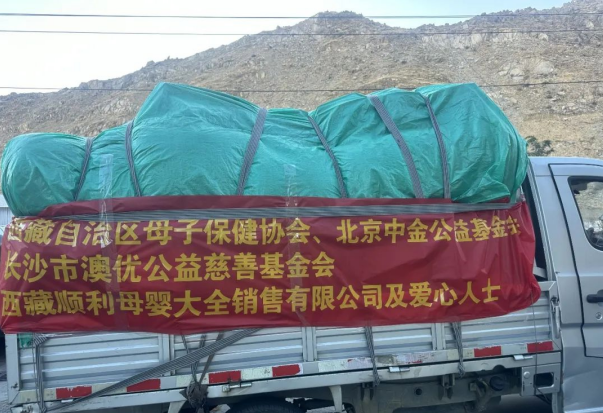 西藏自治区母子保健协会、北京中金公益基金会
长沙市澳优公益慈善基金会
西藏顺利母婴大全销售有限公司及爱心人士